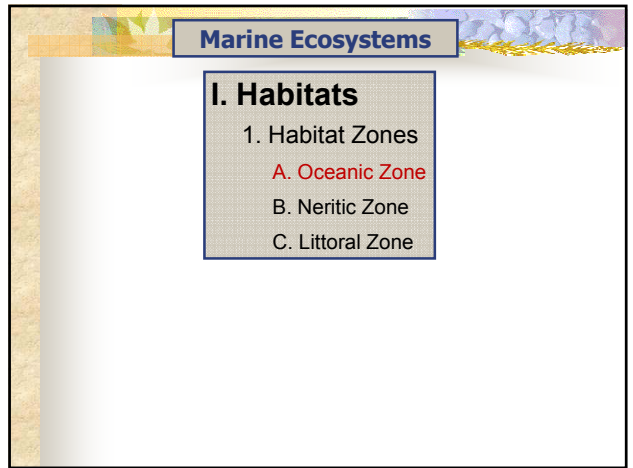 Marine Ecosystems
I. Habitats
1. Habitat Zones
A. Oceanic Zone
B. Neritic Zone
C. Littoral Zone